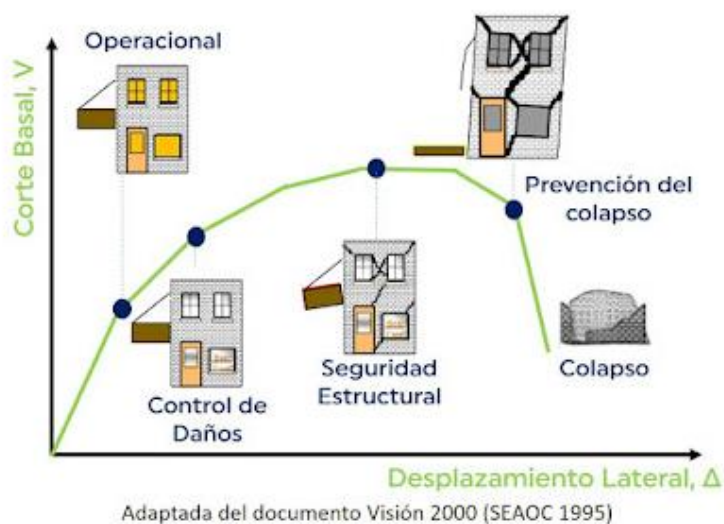 Operacional
Corte Basal, V
Prevención del
colapso
Control de
Daños
Seguridad
Estructural
Colapso
Desplazamiento Lateral, Δ
Adaptada del documento Visión 2000 (SEAOC 1995)